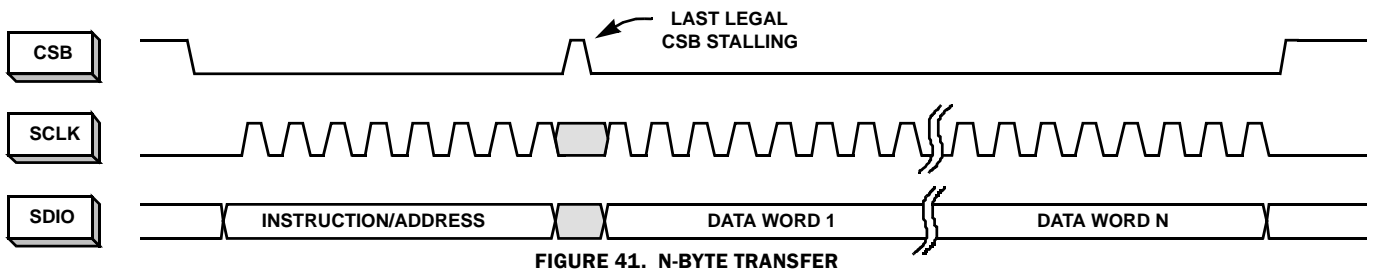 LAST LEGAL
CSB STALLING
CSB
SCLK
SDIO
INSTRUCTION/ADDRESS
DATA WORD 1
DATA WORD N
FIGURE 41. N-BYTE TRANSFER